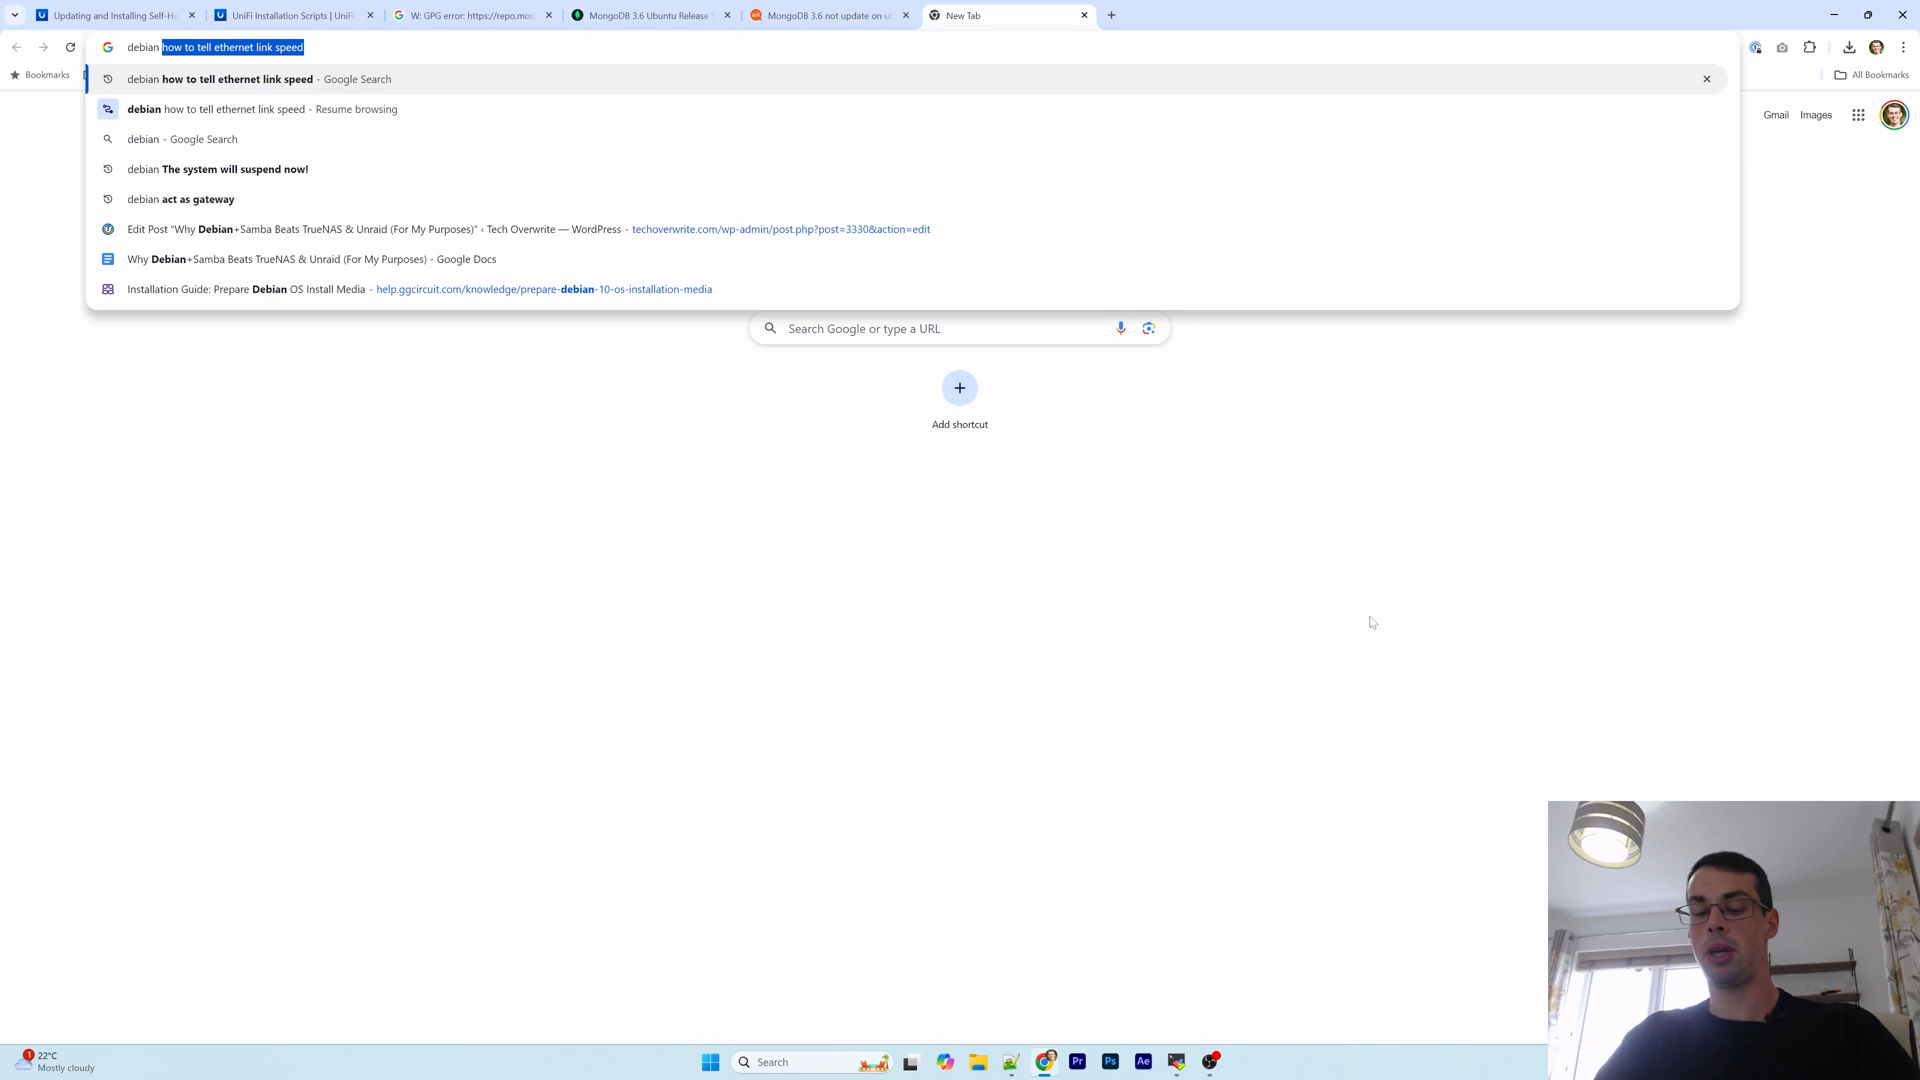 Updating and Installing Self-Ho
UniFi Installation Scripts | UniFi
W: GPG error: https://repo.mon
MongoDB 3.6 Ubuntu Release S
MongoDB 3.6 not update on ub
New Tab
debian how to tell ethernet link speed
Bookmarks
All Bookmarks
debian how to tell ethernet link speed - Google Search
debian how to tell ethernet link speed - Resume browsing
debian - Google Search
debian The system will suspend now!
debian act as gateway
Edit Post “Why Debian+Samba Beats TrueNAS & Unraid (For My Purposes)” ‹ Tech Overwrite — WordPress - techoverwrite.com/wp-admin/post.php?post=3330&action=edit
Why Debian+Samba Beats TrueNAS & Unraid (For My Purposes) - Google Docs
Installation Guide: Prepare Debian OS Install Media - help.ggcircuit.com/knowledge/prepare-debian-10-os-installation-media
Gmail Images
Search Google or type a URL
Add shortcut
1
22°C
Mostly cloudy
Search
Pr
Ps
Ae